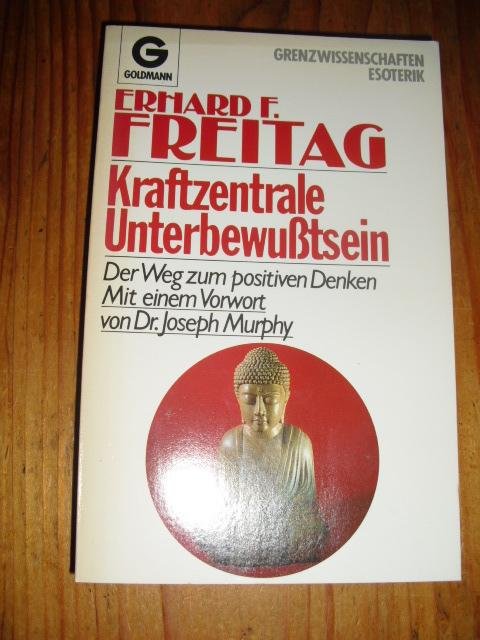 G
GOLDMANN
GRENZWISSENSCHAFTEN
ESOTERIK
ERHARD F.
FREITAG
Kraftzentrale
Unterbewußtsein
Der Weg zum positiven Denken
Mit einem Vorwort
von Dr. Joseph Murphy